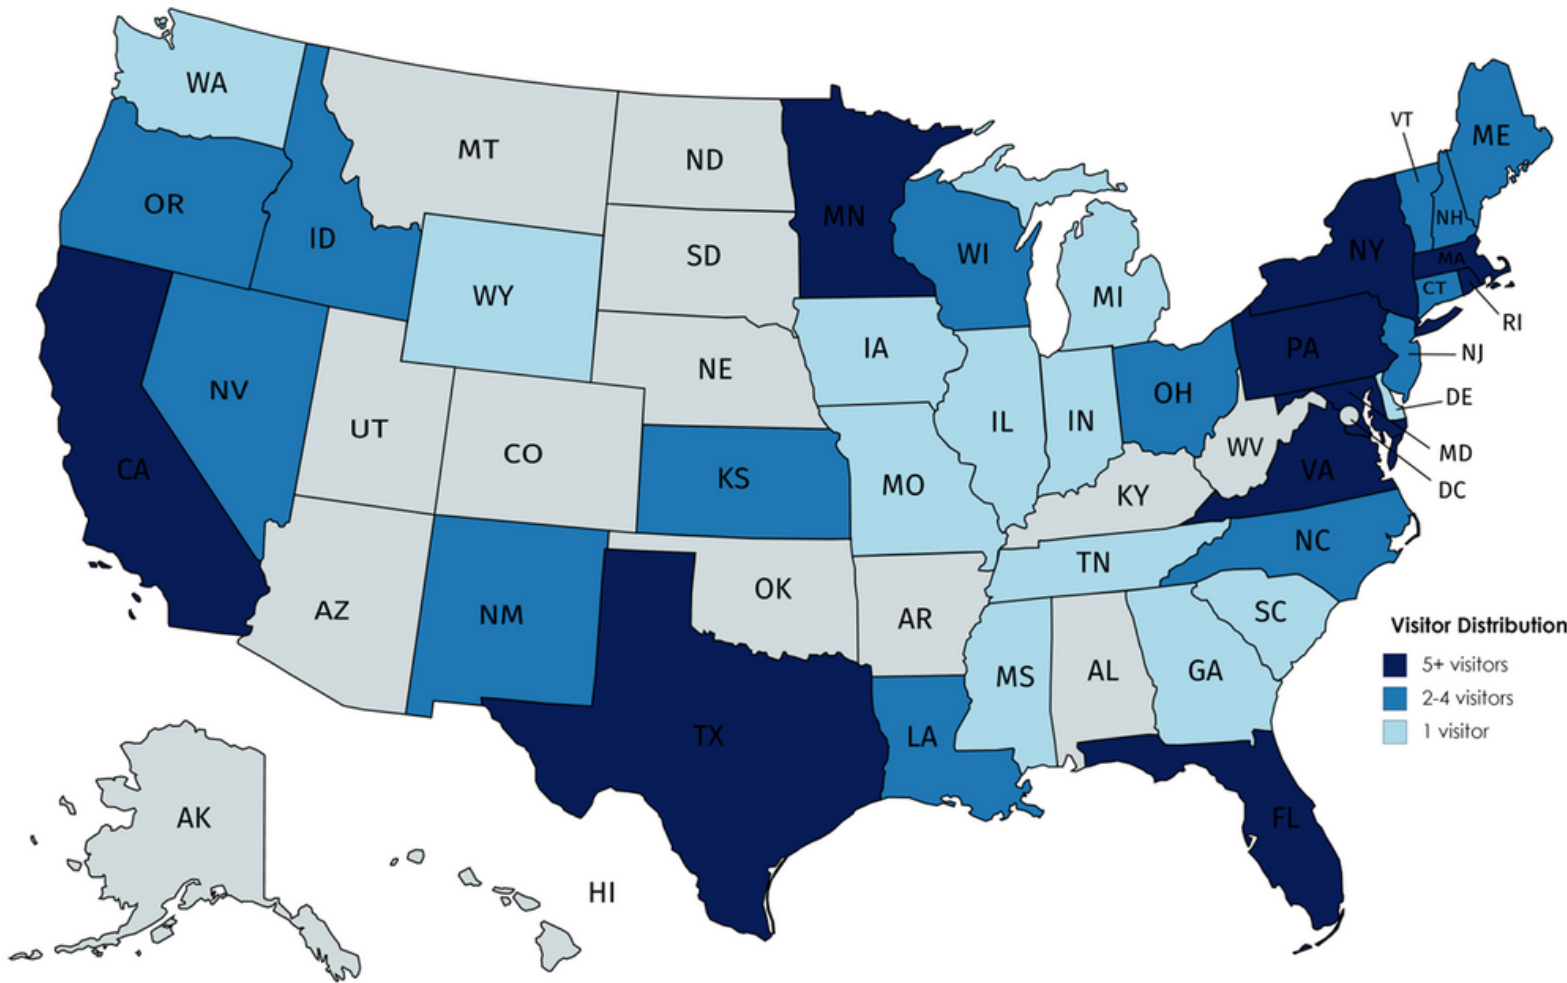 WA
VT
ME
MT
ND
OR
MN
NH
ID
WI
NY
SD
MA
CT
WY
MI
RI
IA
PA
NJ
NE
NV
OH
DE
IL
IN
UT
CO
WV
MD
CA
KS
VA
MO
DC
KY
NC
TN
OK
AZ
NM
AR
SC
Visitor Distribution
MS
AL
GA
5+ visitors
2-4 visitors
TX
LA
1 visitor
AK
FL
HI